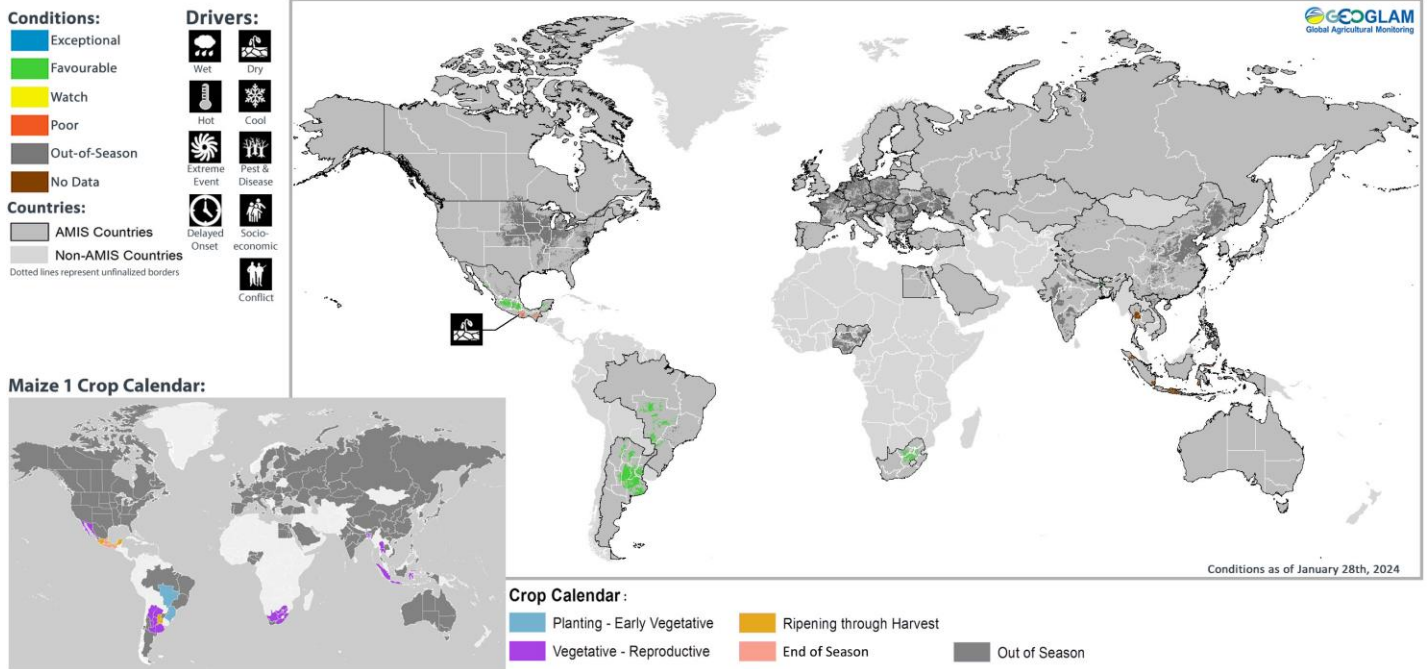 Conditions:
Exceptional
Favourable
Watch
Poor
Out-of-Season
No Data
Countries:
AMIS Countries
Non-AMIS Countries
Dotted lines represent unfinalized borders
Drivers:
Wet
Dry
Hot
Cool
Extreme
Event
Pest &
Disease
Delayed
Onset
Socio-
economic
Conflict
GEOGLAM
Global Agricultural Monitoring
Maize 1 Crop Calendar:
Conditions as of January 28th, 2024
Crop Calendar :
Planting - Early Vegetative
Ripening through Harvest
Vegetative - Reproductive
End of Season
Out of Season